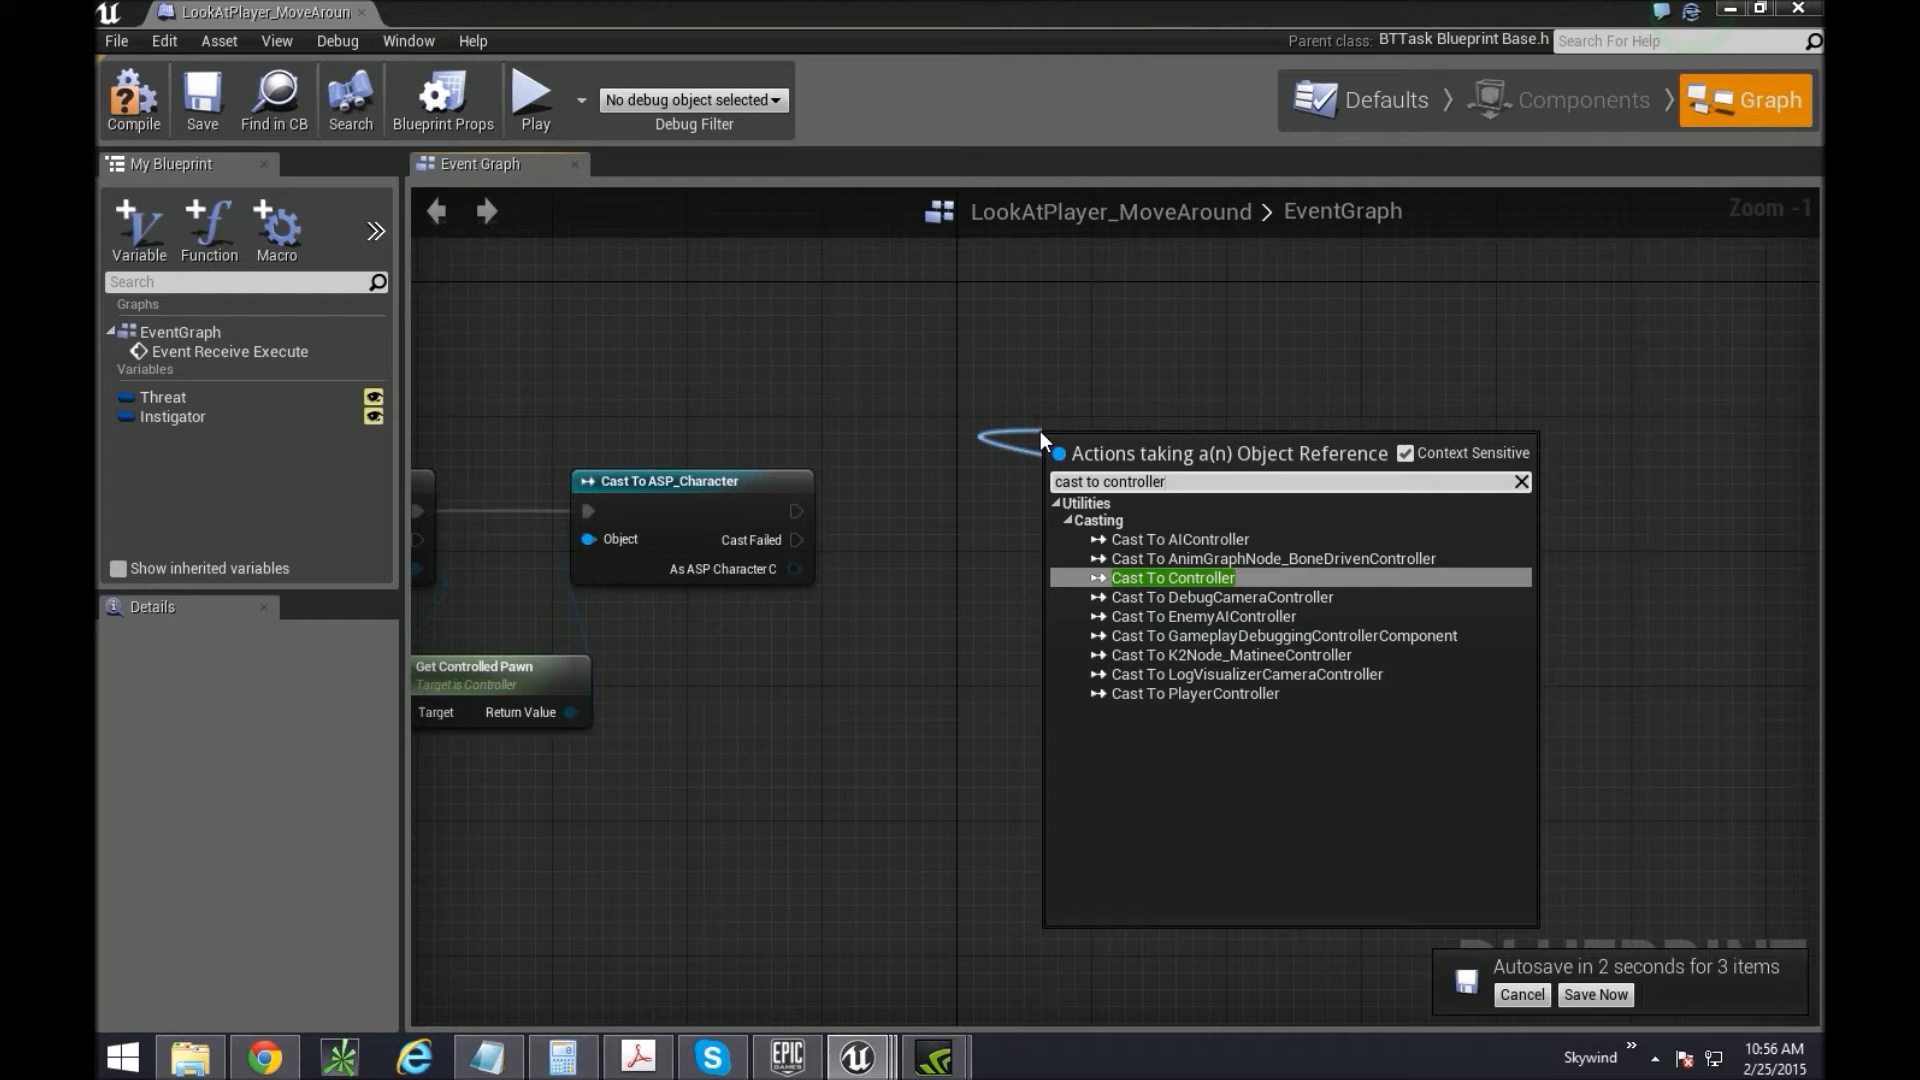 LookAtPlayer_MoveAroun
File Edit Asset View Debug Window Help
Parent class: BTTask Blueprint Base.h
Search For Help
Compile
Save
Find in CB
Search
Blueprint Props
Play
No debug object selected
Debug Filter
Defaults
Components
Graph
My Blueprint
Event Graph
Variable
Function
Macro
Search
Graphs
EventGraph
Event Receive Execute
Variables
Threat
Instigator
Show inherited variables
Details
LookAtPlayer_MoveAround > EventGraph
Zoom -1
Cast To ASP_Character
Object
Cast Failed
As ASP Character C
Get Controlled Pawn
Target is Controller
Target
Return Value
Actions taking a(n) Object Reference
Context Sensitive
cast to controller
Utilities
Casting
Cast To AIController
Cast To AnimGraphNode_BoneDrivenController
Cast To Controller
Cast To DebugCameraController
Cast To EnemyAIController
Cast To GameplayDebuggingControllerComponent
Cast To K2Node_MatineeController
Cast To LogVisualizerCameraController
Cast To PlayerController
BLUEPRINT
Autosave in 2 seconds for 3 items
Cancel
Save Now
EPIC
GAMES
Skywind
10:56 AM
2/25/2015